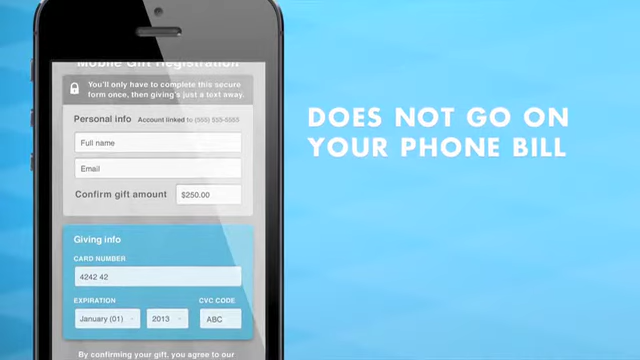 Mobile Gift Registration
You'll only have to complete this secure
form once, then giving's just a text away.
Personal info Account linked to (555) 555-5555
Full name
Email
Confirm gift amount $250.00
Giving info
CARD NUMBER
4242 42
EXPIRATION CVC CODE
January (01) 2013 ABC
By confirming your gift, you agree to our
DOES NOT GO ON
YOUR PHONE BILL